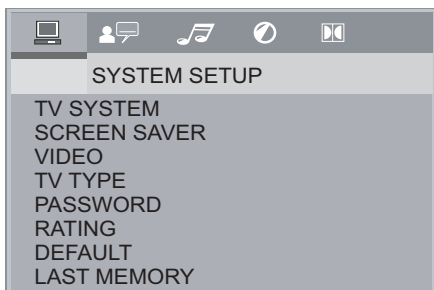 SYSTEM SETUP
TV SYSTEM
SCREEN SAVER
VIDEO
TV TYPE
PASSWORD
RATING
DEFAULT
LAST MEMORY